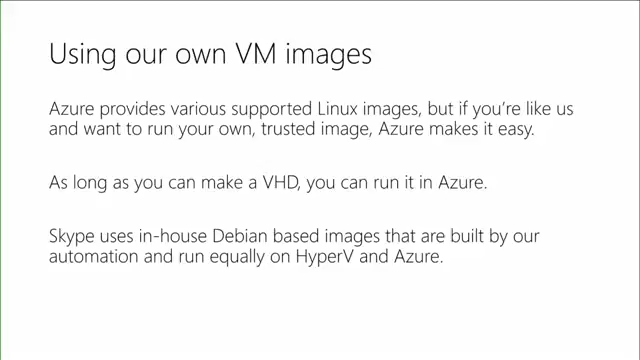 Using our own VM images
Azure provides various supported Linux images, but if you're like us
and want to run your own, trusted image, Azure makes it easy.
As long as you can make a VHD, you can run it in Azure.
Skype uses in-house Debian based images that are built by our
automation and run equally on HyperV and Azure.